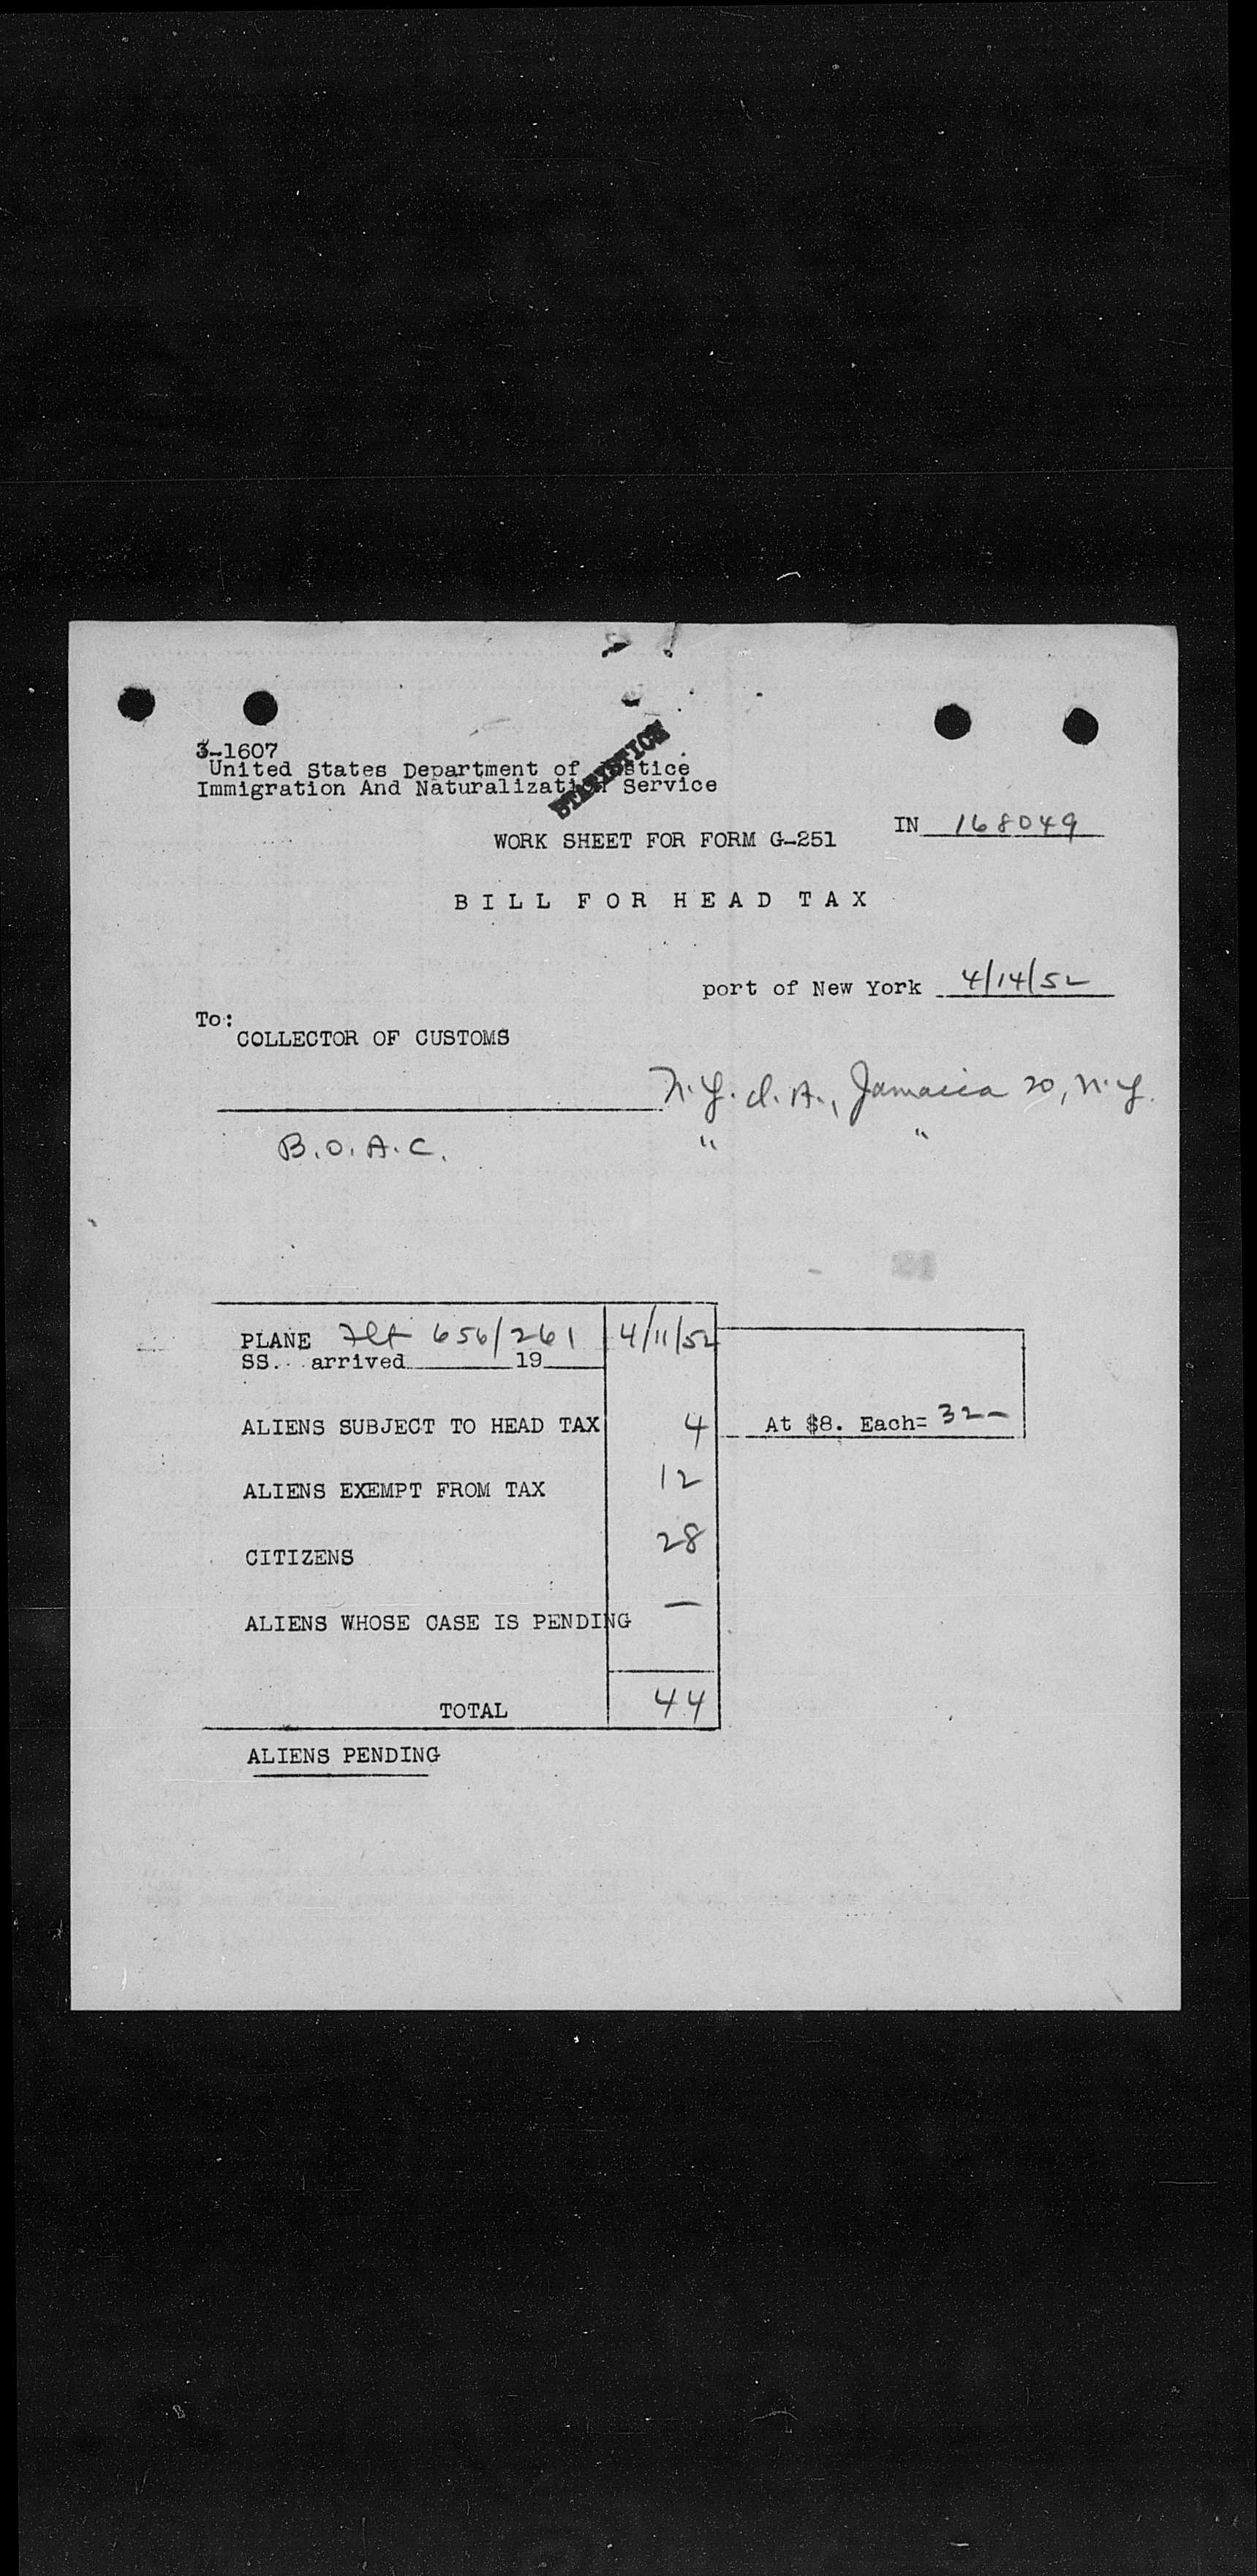 3-1607
United States Department of Justice
Immigration And Naturalization Service
STATISTICS
IN 168049
WORK SHEET FOR FORM G-251
BILL FOR HEAD TAX
port of New York 4/14/52
To:
COLLECTOR OF CUSTOMS
N.Y.I.A., Jamaica 20, N.Y.
B.O.A.C. " "
PLANE Flt 656/261 4/11/52
SS. arrived 19
ALIENS SUBJECT TO HEAD TAX 4 At $8. Each= 32-
ALIENS EXEMPT FROM TAX 12
CITIZENS 28
ALIENS WHOSE CASE IS PENDING —
TOTAL 44
ALIENS PENDING